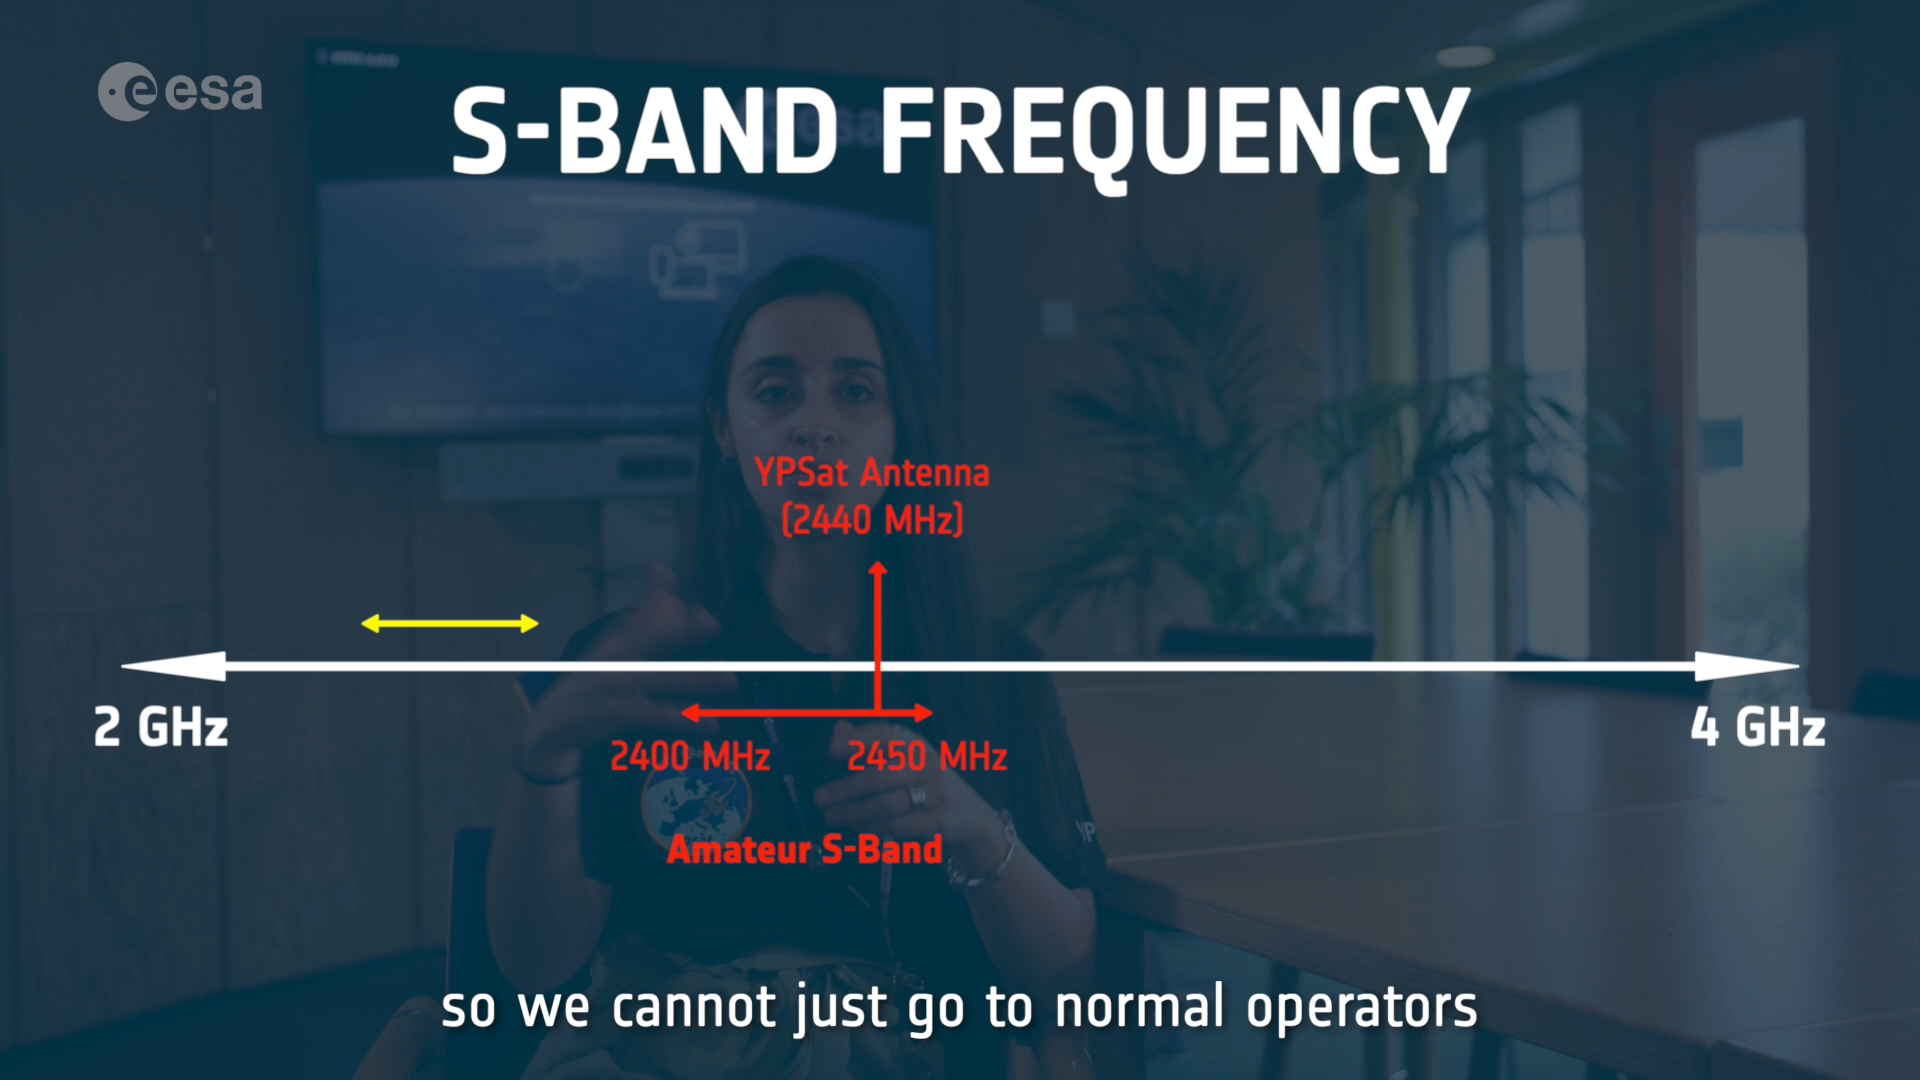 esa
S-BAND FREQUENCY
YPSat Antenna
(2440 MHz)
2 GHz
4 GHz
2400 MHz
2450 MHz
Amateur S-Band
YP
so we cannot just go to normal operators